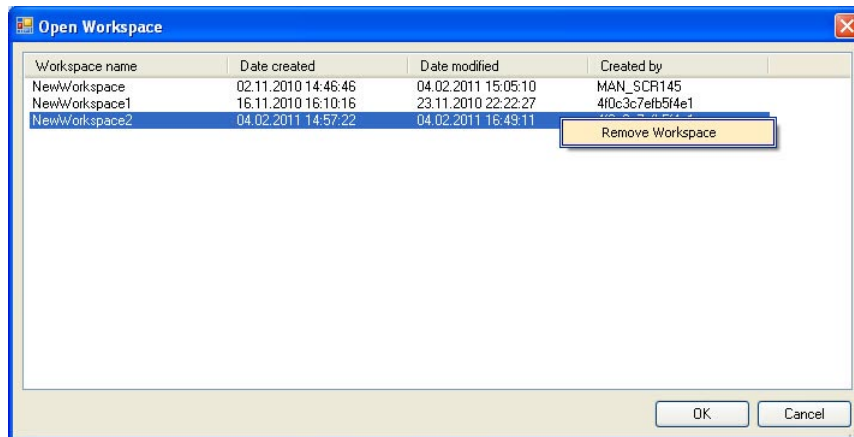 Open Workspace
Workspace name Date created Date modified Created by
NewWorkspace 02.11.2010 14:46:46 04.02.2011 15:05:10 MAN_SCR145
NewWorkspace1 16.11.2010 16:10:16 23.11.2010 22:22:27 4f0c3c7efb5f4e1
NewWorkspace2 04.02.2011 14:57:22 04.02.2011 16:49:11
Remove Workspace
OK Cancel